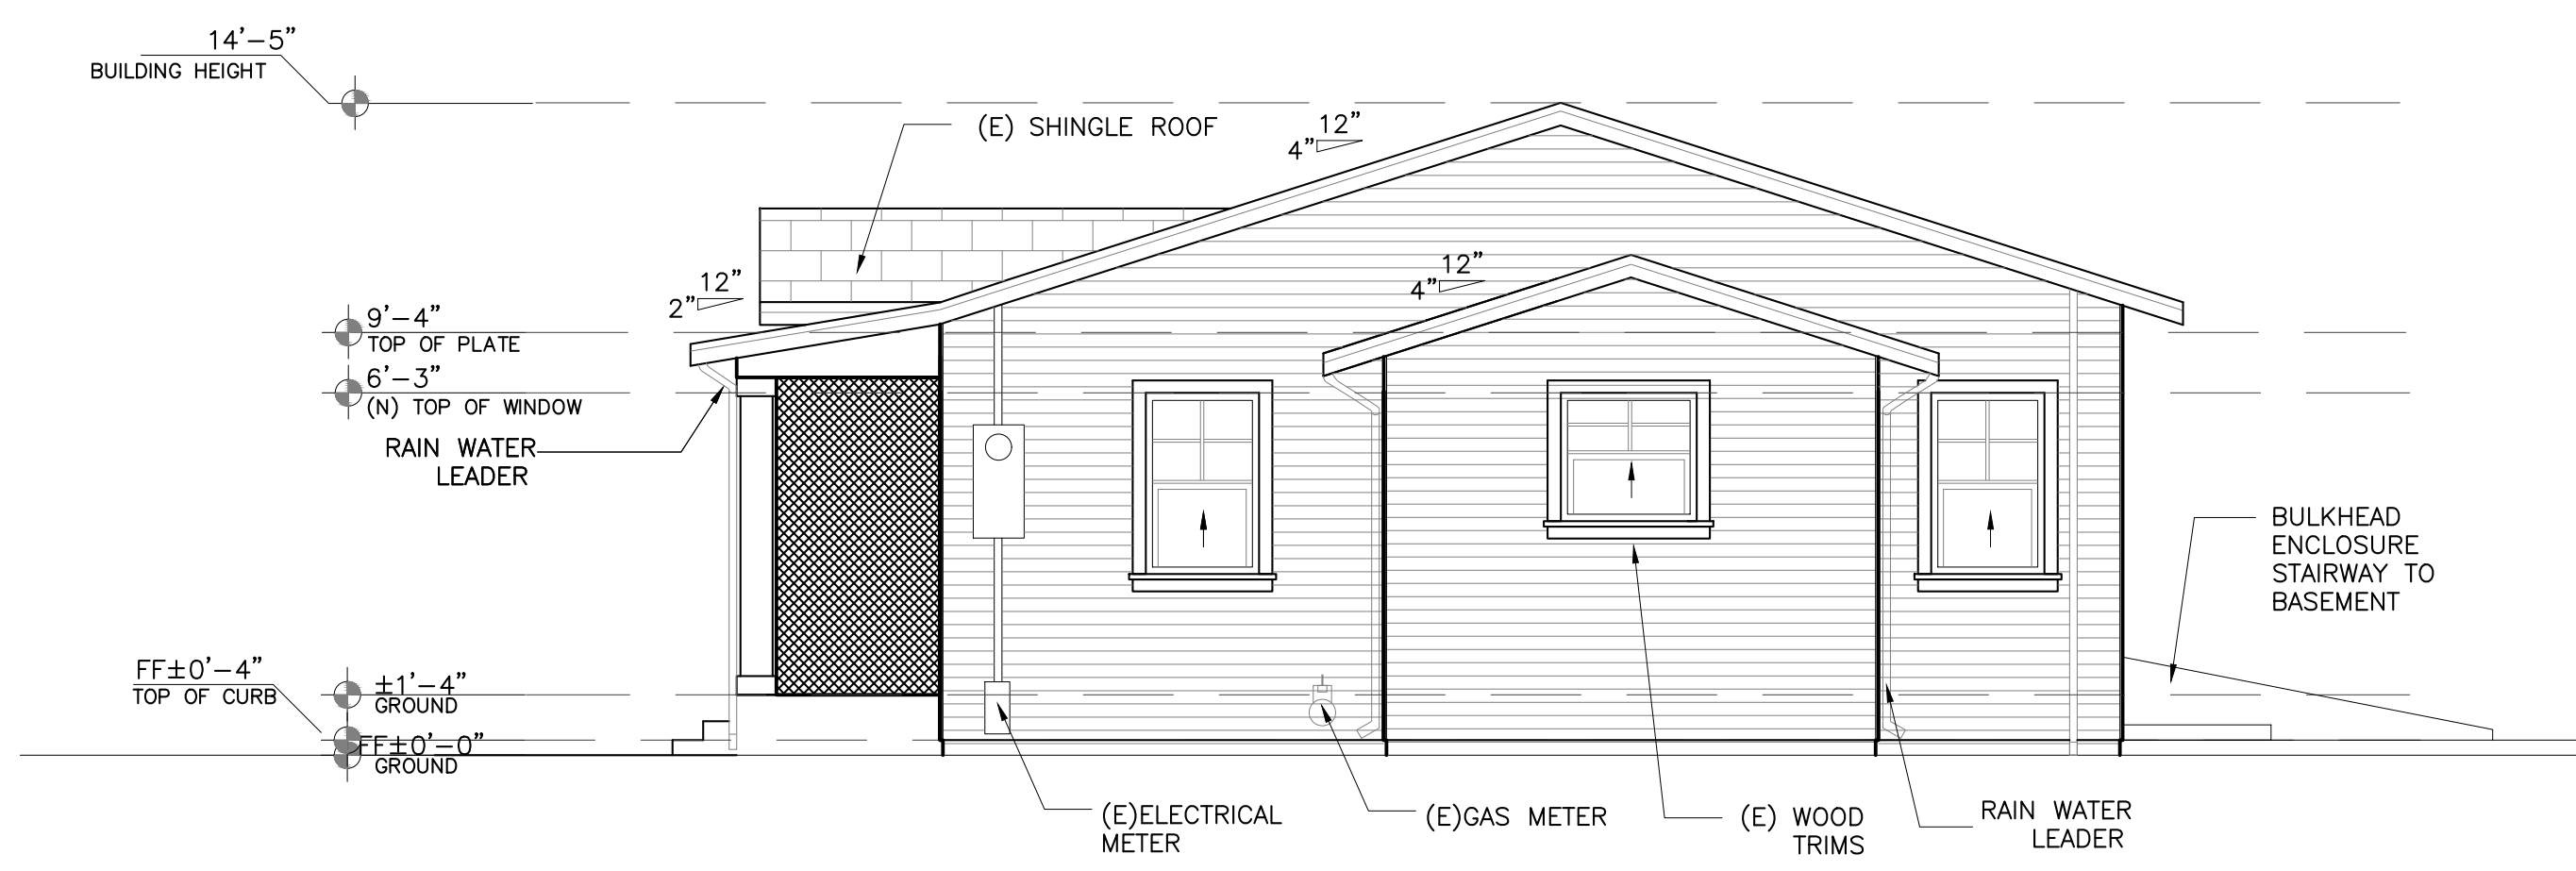 14'-5"
BUILDING HEIGHT
(E) SHINGLE ROOF
12"
4"
12"
4"
12"
2"
9'-4"
TOP OF PLATE
6'-3"
(N) TOP OF WINDOW
RAIN WATER
LEADER
BULKHEAD
ENCLOSURE
STAIRWAY TO
BASEMENT
FF±0'-4"
TOP OF CURB
±1'-4"
GROUND
FF±0'-0"
GROUND
(E)ELECTRICAL
METER
(E)GAS METER
(E) WOOD
TRIMS
RAIN WATER
LEADER